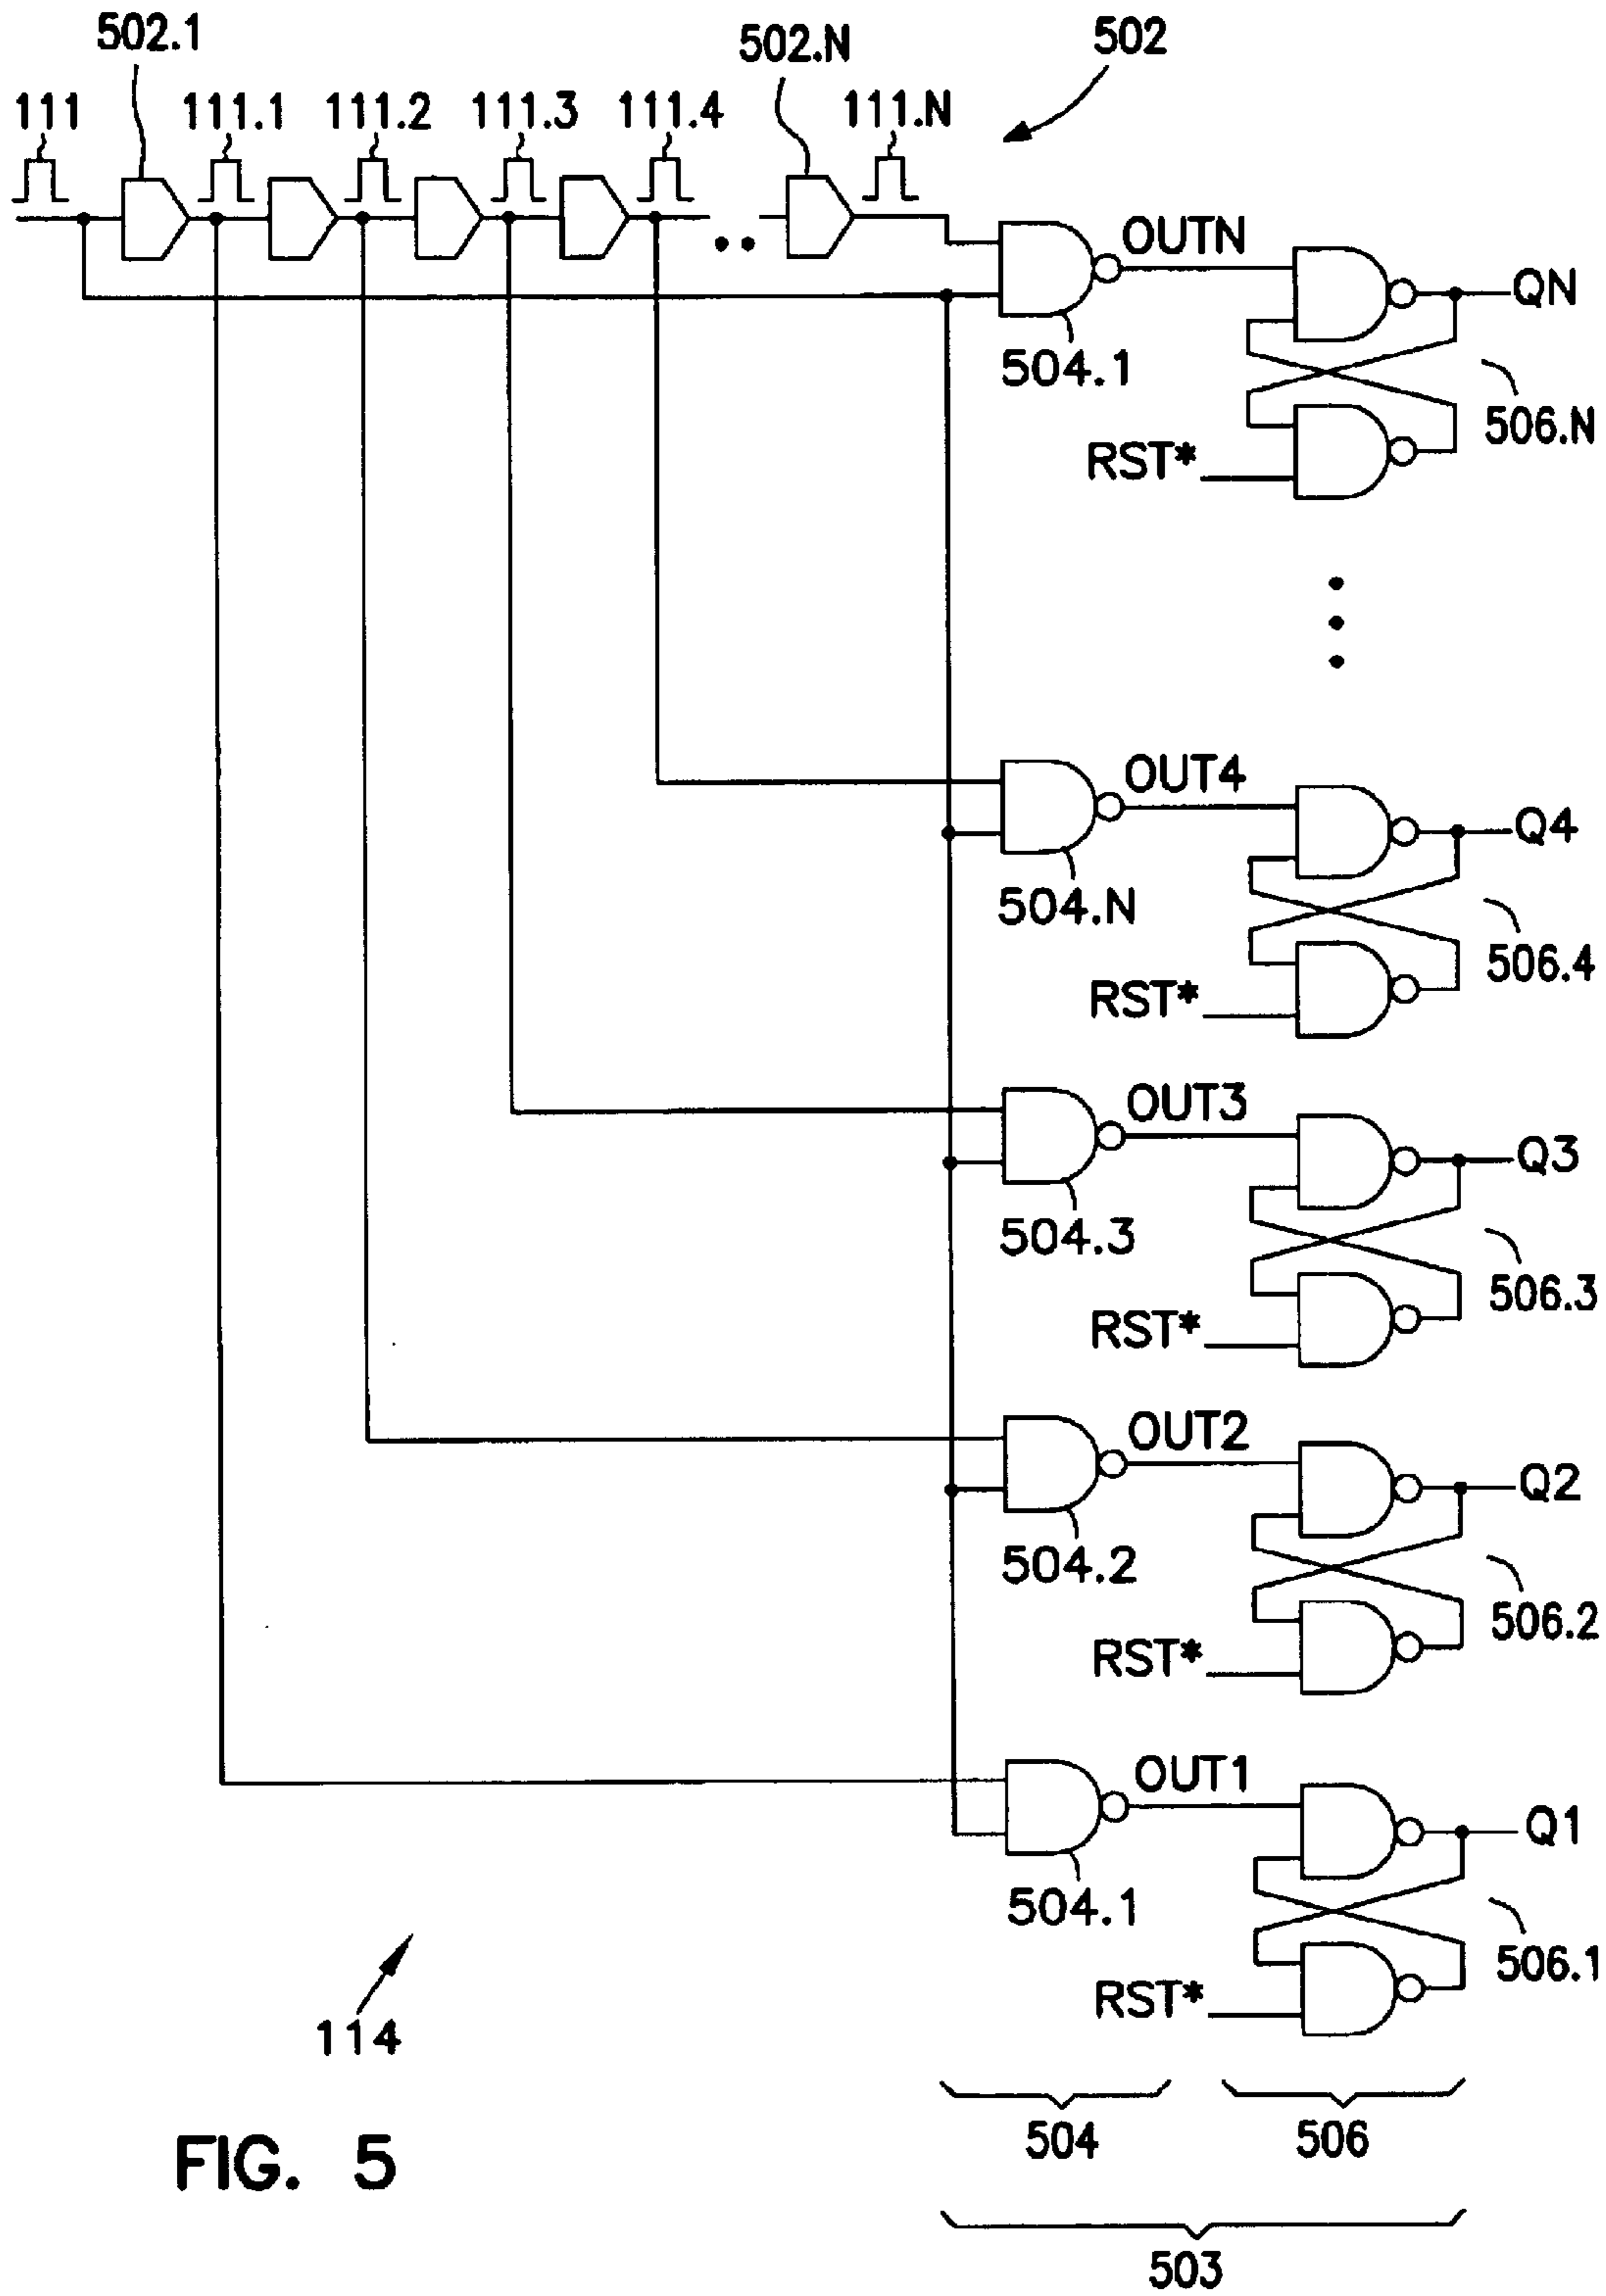 502.1
502.N
502
111
111.1
111.2
111.3
111.4
111.N
OUTN
QN
504.1
506.N
RST*
OUT4
Q4
504.N
506.4
RST*
OUT3
Q3
504.3
506.3
RST*
OUT2
Q2
504.2
506.2
RST*
OUT1
Q1
504.1
506.1
RST*
114
504
506
FIG. 5
503